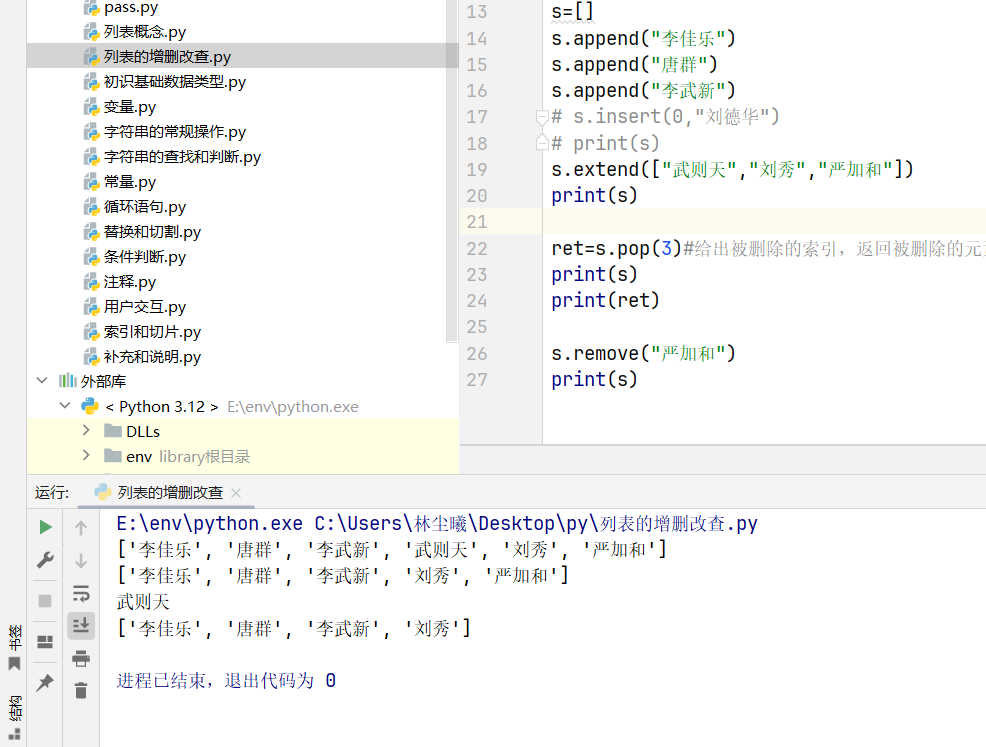 pass.py
列表概念.py
列表的增删改查.py
初识基础数据类型.py
变量.py
字符串的常规操作.py
字符串的查找和判断.py
常量.py
循环语句.py
替换和切割.py
条件判断.py
注释.py
用户交互.py
索引和切片.py
补充和说明.py
外部库
< Python 3.12 > E:\env\python.exe
DLLs
env library根目录
13 s=[]
14 s.append("李佳乐")
15 s.append("唐群")
16 s.append("李武新")
17 # s.insert(0,"刘德华")
18 # print(s)
19 s.extend(["武则天","刘秀","严加和"])
20 print(s)
21
22 ret=s.pop(3)#给出被删除的索引，返回被删除的元
23 print(s)
24 print(ret)
25
26 s.remove("严加和")
27 print(s)
运行: 列表的增删改查
E:\env\python.exe C:\Users\林尘曦\Desktop\py\列表的增删改查.py
['李佳乐', '唐群', '李武新', '武则天', '刘秀', '严加和']
['李佳乐', '唐群', '李武新', '刘秀', '严加和']
武则天
['李佳乐', '唐群', '李武新', '刘秀']
进程已结束，退出代码为 0
书签
结构